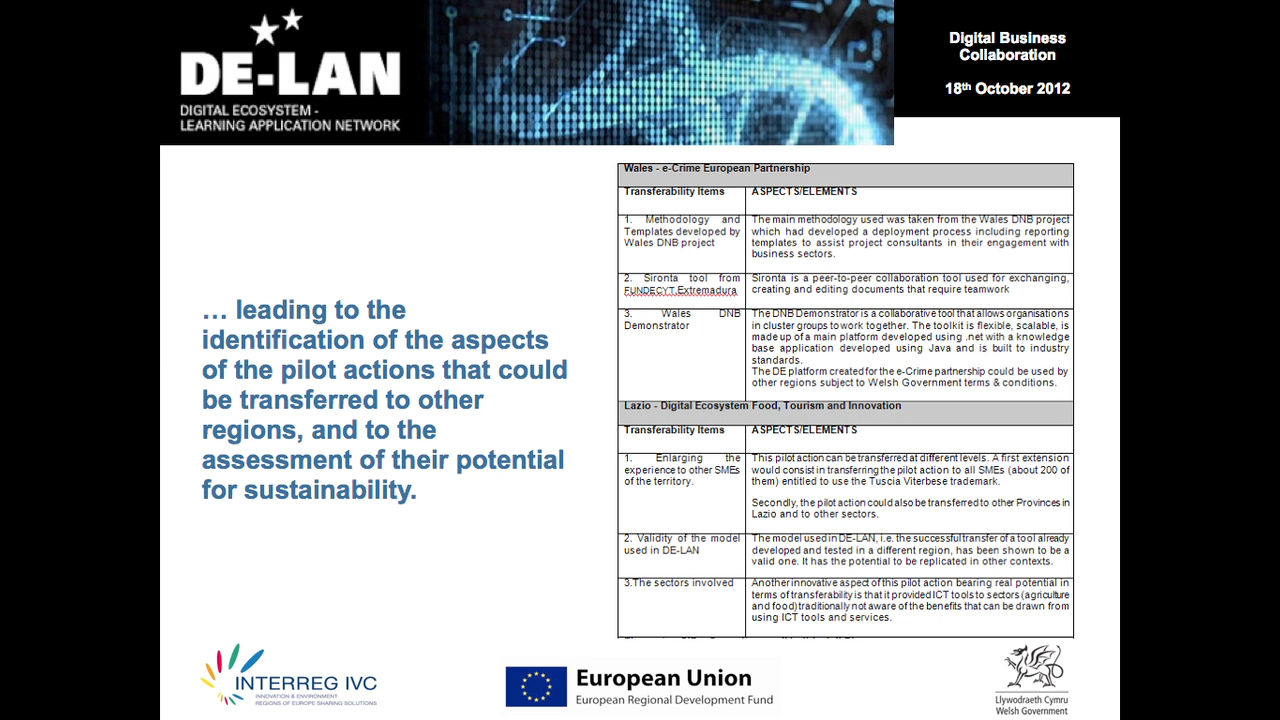 DE-LAN
DIGITAL ECOSYSTEM -
LEARNING APPLICATION NETWORK
Digital Business
Collaboration
18th October 2012
… leading to the
identification of the aspects
of the pilot actions that could
be transferred to other
regions, and to the
assessment of their potential
for sustainability.
Wales - e-Crime European Partnership
Transferability Items
ASPECTS/ELEMENTS
1. Methodology and
Templates developed by
Wales DNB project
The main methodology used was taken from the Wales DNB project
which had developed a deployment process including reporting
templates to assist project consultants in their engagement with
business sectors.
2. Sironta tool from
FUNDECYT.Extremadura
Sironta is a peer-to-peer collaboration tool used for exchanging,
creating and editing documents that require teamwork
3. Wales DNB
Demonstrator
The DNB Demonstrator is a collaborative tool that allows organisations
in cluster groups to work together. The toolkit is flexible, scalable, is
made up of a main platform developed using .net with a knowledge
base application developed using Java and is built to industry
standards.
The DE platform created for the e-Crime partnership could be used by
other regions subject to Welsh Government terms & conditions.
Lazio - Digital Ecosystem Food, Tourism and Innovation
Transferability Items
ASPECTS/ELEMENTS
1. Enlarging the
experience to other SMEs
of the territory.
This pilot action can be transferred at different levels. A first extension
would consist in transferring the pilot action to all SMEs (about 200 of
them) entitled to use the Tuscia Viterbese trademark.
Secondly, the pilot action could also be transferred to other Provinces in
Lazio and to other sectors.
2. Validity of the model
used in DE-LAN
The model used in DE-LAN, i.e. the successful transfer of a tool already
developed and tested in a different region, has been shown to be a
valid one. It has the potential to be replicated in other contexts.
3.The sectors involved
Another innovative aspect of this pilot action bearing real potential in
terms of transferability is that it provided ICT tools to sectors (agriculture
and food) traditionally not aware of the benefits that can be drawn from
using ICT tools and services.
INTERREG IVC
INNOVATION & ENVIRONMENT
REGIONS OF EUROPE SHARING SOLUTIONS
European Union
European Regional Development Fund
Llywodraeth Cymru
Welsh Government